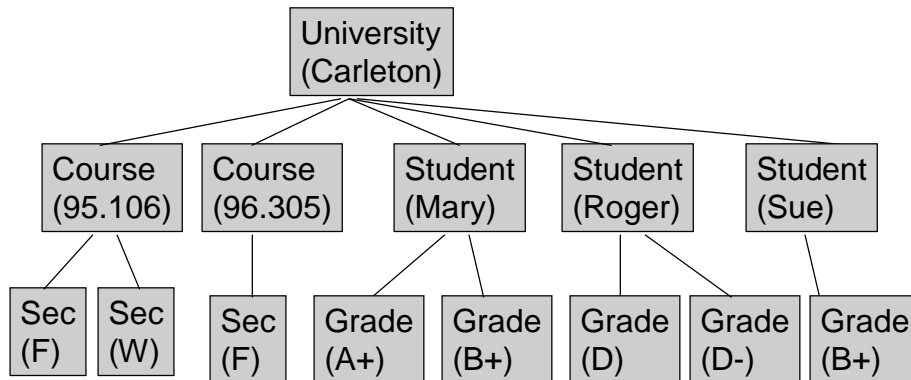 University
(Carleton)
Course
(95.106)
Course
(96.305)
Student
(Mary)
Student
(Roger)
Student
(Sue)
Sec
(F)
Sec
(W)
Sec
(F)
Grade
(A+)
Grade
(B+)
Grade
(D)
Grade
(D-)
Grade
(B+)